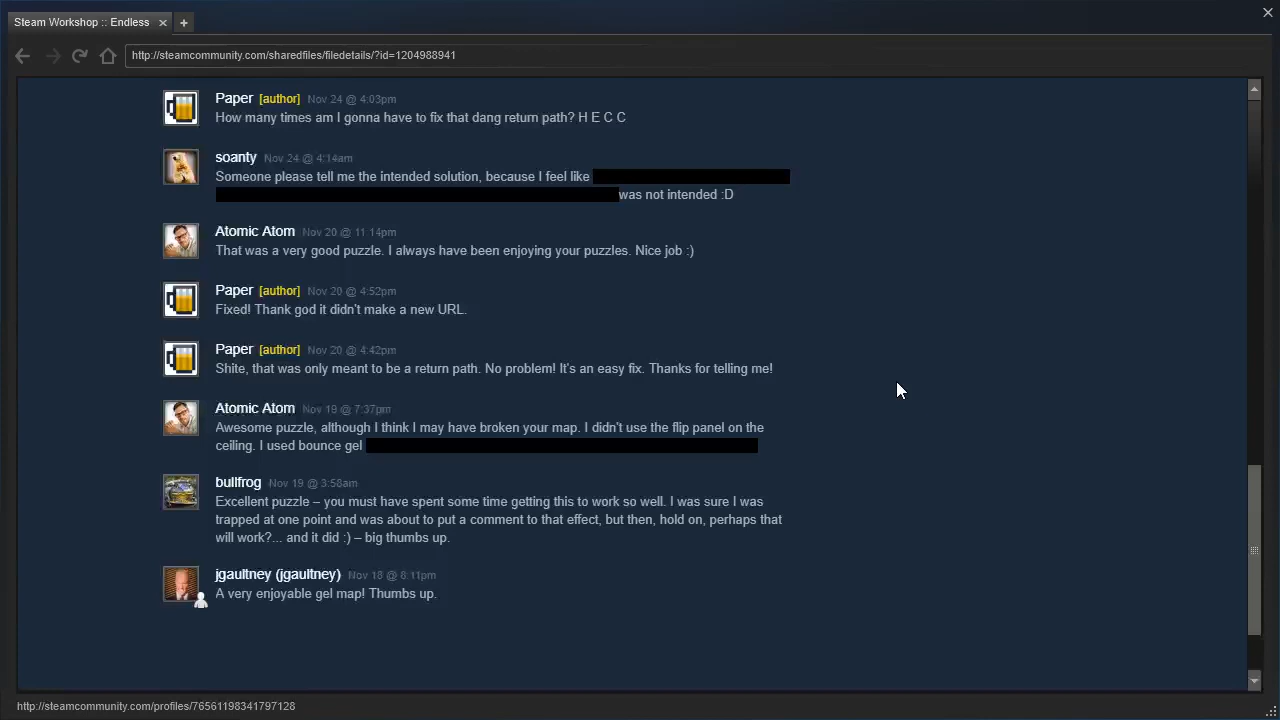 Steam Workshop :: Endless
http://steamcommunity.com/sharedfiles/filedetails/?id=1204988941
Paper [author] Nov 24 @ 4:03pm
How many times am I gonna have to fix that dang return path? H E C C
soanty Nov 24 @ 4:14am
Someone please tell me the intended solution, because I feel like
was not intended :D
Atomic Atom Nov 20 @ 11:14pm
That was a very good puzzle. I always have been enjoying your puzzles. Nice job :)
Paper [author] Nov 20 @ 4:52pm
Fixed! Thank god it didn't make a new URL.
Paper [author] Nov 20 @ 4:42pm
Shite, that was only meant to be a return path. No problem! It's an easy fix. Thanks for telling me!
Atomic Atom Nov 19 @ 7:37pm
Awesome puzzle, although I think I may have broken your map. I didn't use the flip panel on the
ceiling. I used bounce gel
bullfrog Nov 19 @ 3:58am
Excellent puzzle – you must have spent some time getting this to work so well. I was sure I was
trapped at one point and was about to put a comment to that effect, but then, hold on, perhaps that
will work?... and it did :) – big thumbs up.
jgaultney (jgaultney) Nov 18 @ 8:11pm
A very enjoyable gel map! Thumbs up.
http://steamcommunity.com/profiles/76561198341797128